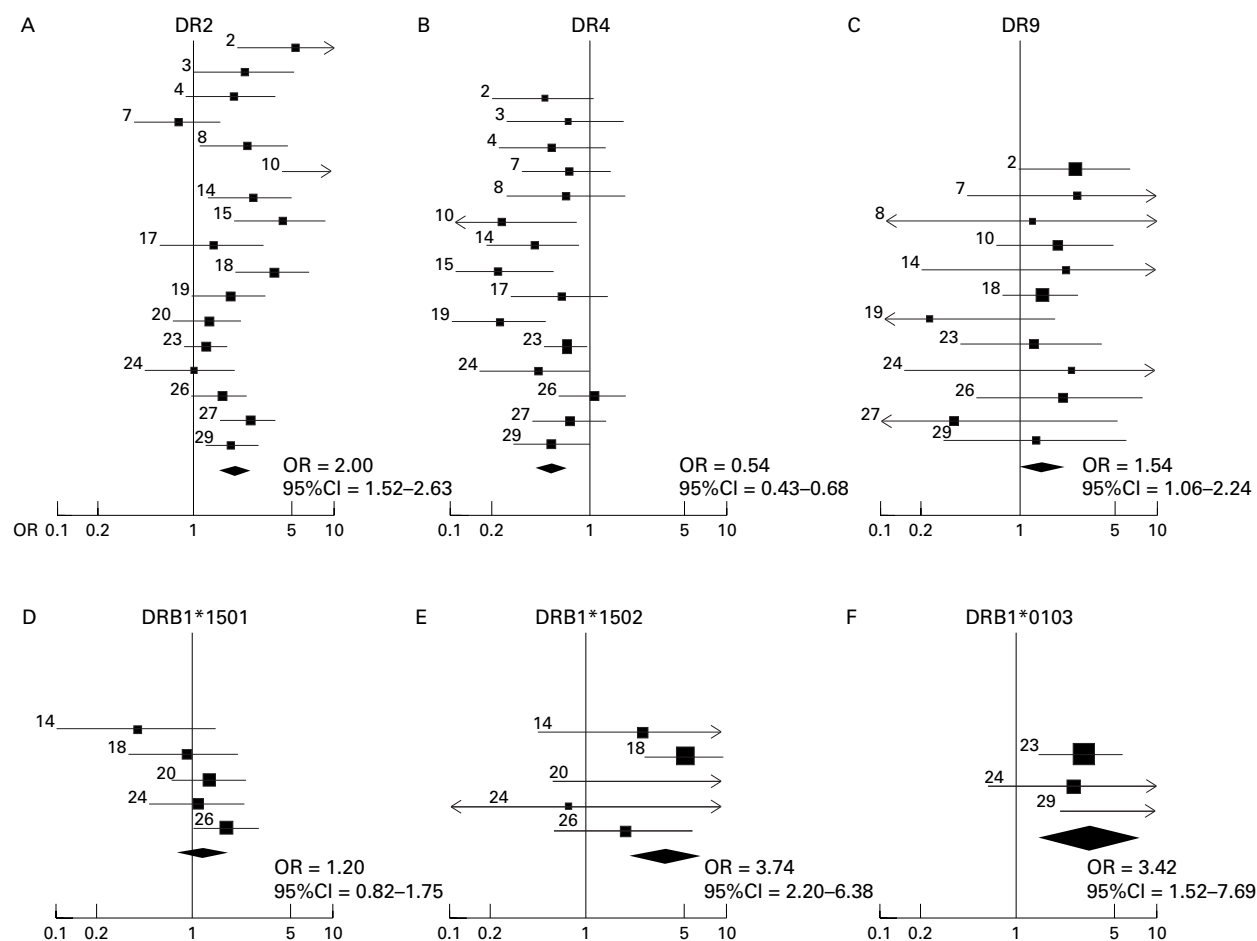 A
DR2
2
3
4
7
8
10
14
15
17
18
19
20
23
24
26
27
29
OR = 2.00
95%CI = 1.52–2.63
OR 0.1 0.2 1 5 10
B
DR4
2
3
4
7
8
10
14
15
17
19
23
24
26
27
29
OR = 0.54
95%CI = 0.43–0.68
0.1 0.2 1 5 10
C
DR9
2
7
8
10
14
18
19
23
24
26
27
29
OR = 1.54
95%CI = 1.06–2.24
0.1 0.2 1 5 10
D
DRB1*1501
14
18
20
24
26
OR = 1.20
95%CI = 0.82–1.75
0.1 0.2 1 5 10
E
DRB1*1502
14
18
20
24
26
OR = 3.74
95%CI = 2.20–6.38
0.1 0.2 1 5 10
F
DRB1*0103
23
24
29
OR = 3.42
95%CI = 1.52–7.69
0.1 0.2 1 5 10